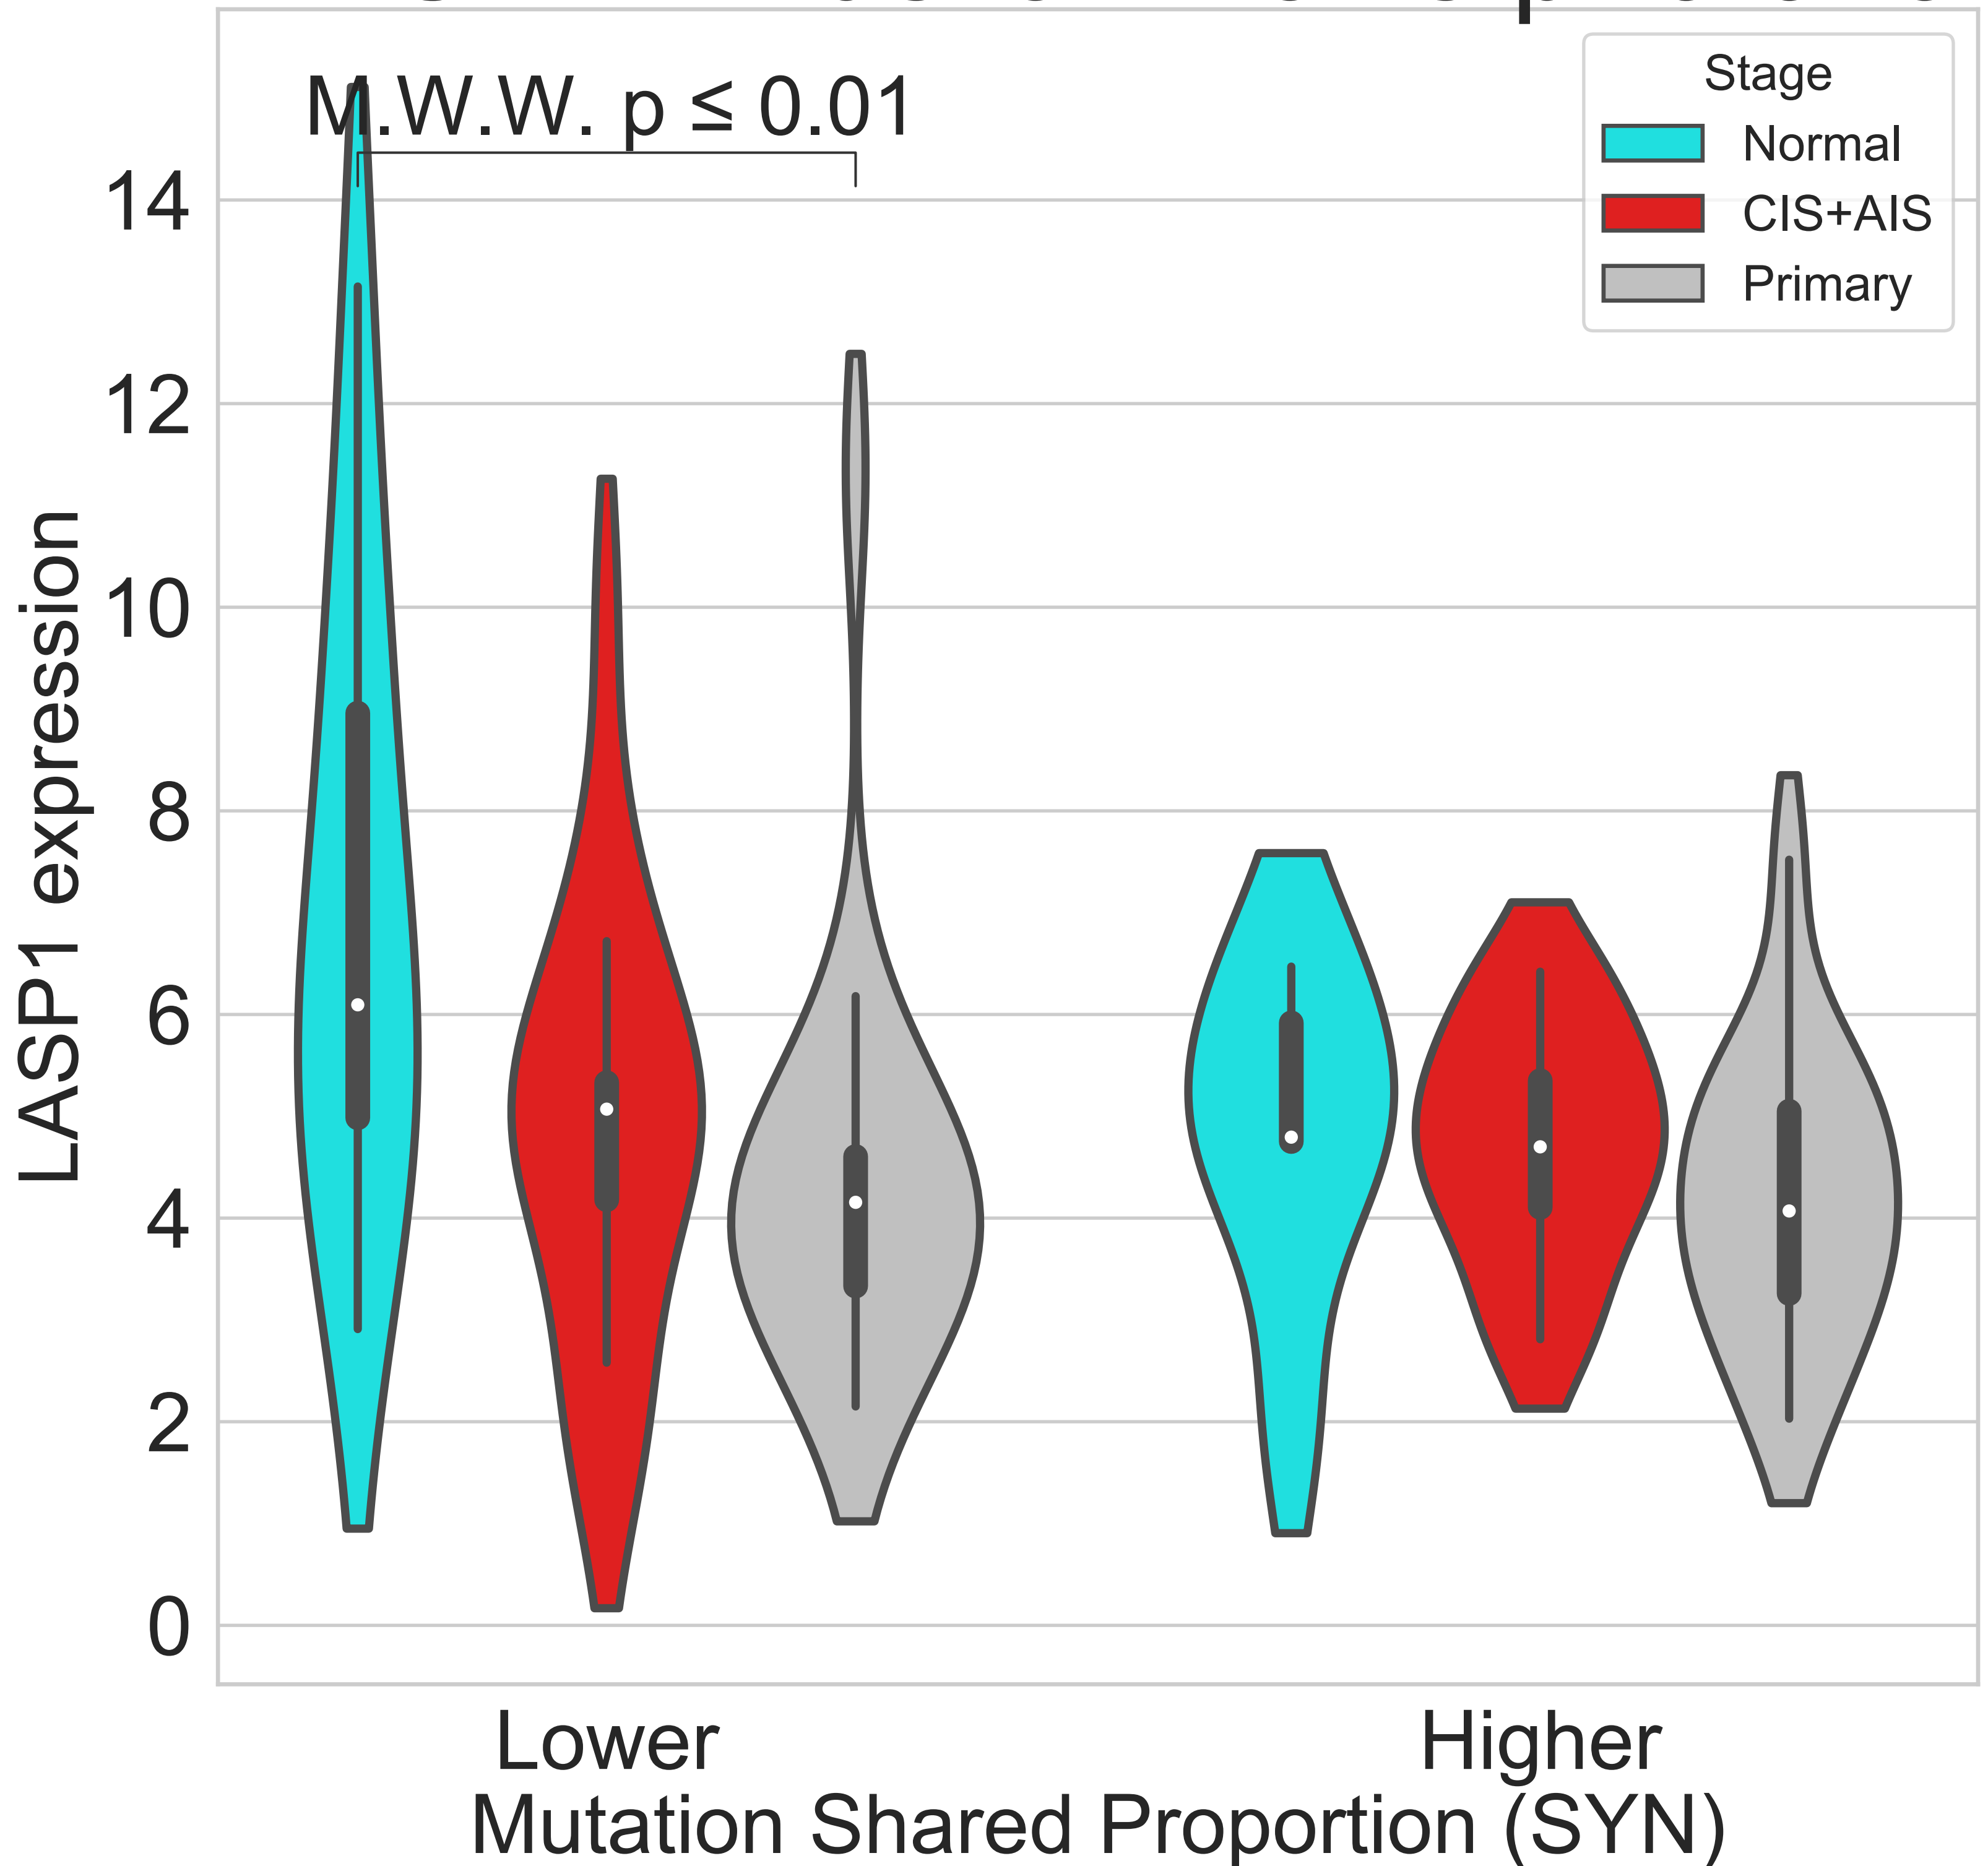 M.W.W. p ≤ 0.01
Stage
Normal
CIS+AIS
Primary
14
12
10
8
6
4
2
0
LASP1 expression
Lower
Higher
Mutation Shared Proportion (SYN)